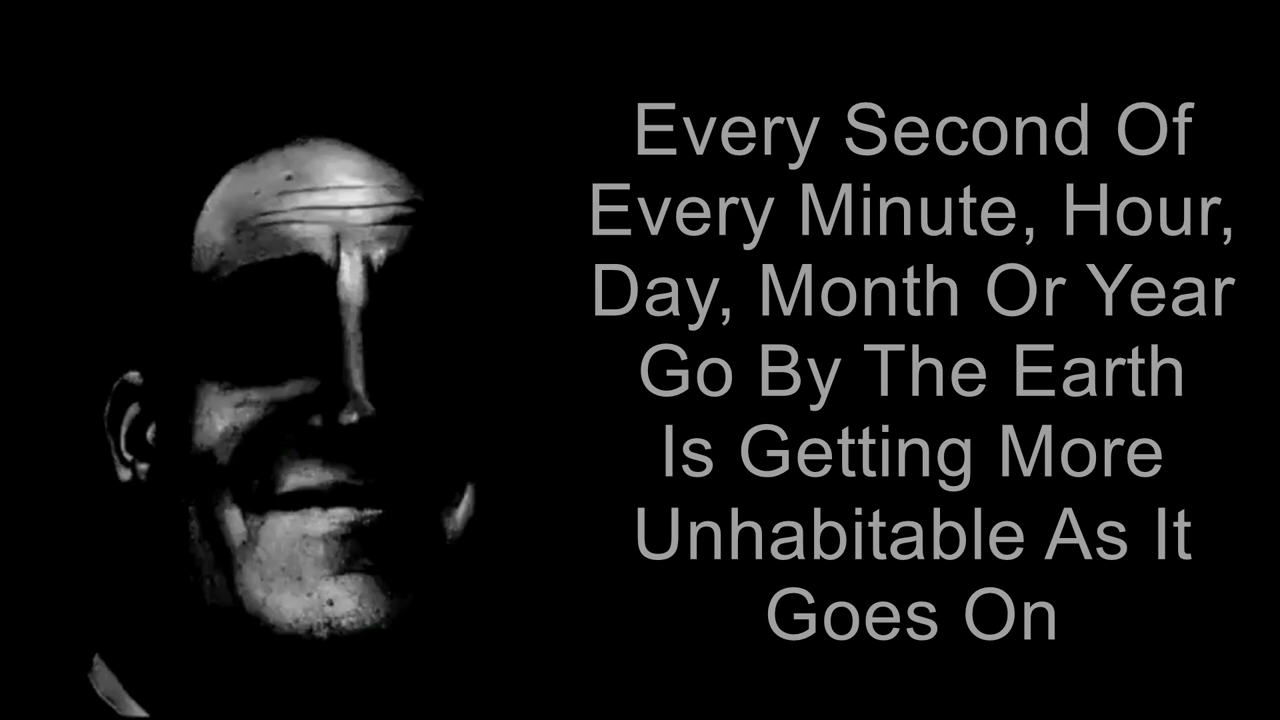 Every Second Of
Every Minute, Hour,
Day, Month Or Year
Go By The Earth
Is Getting More
Unhabitable As It
Goes On